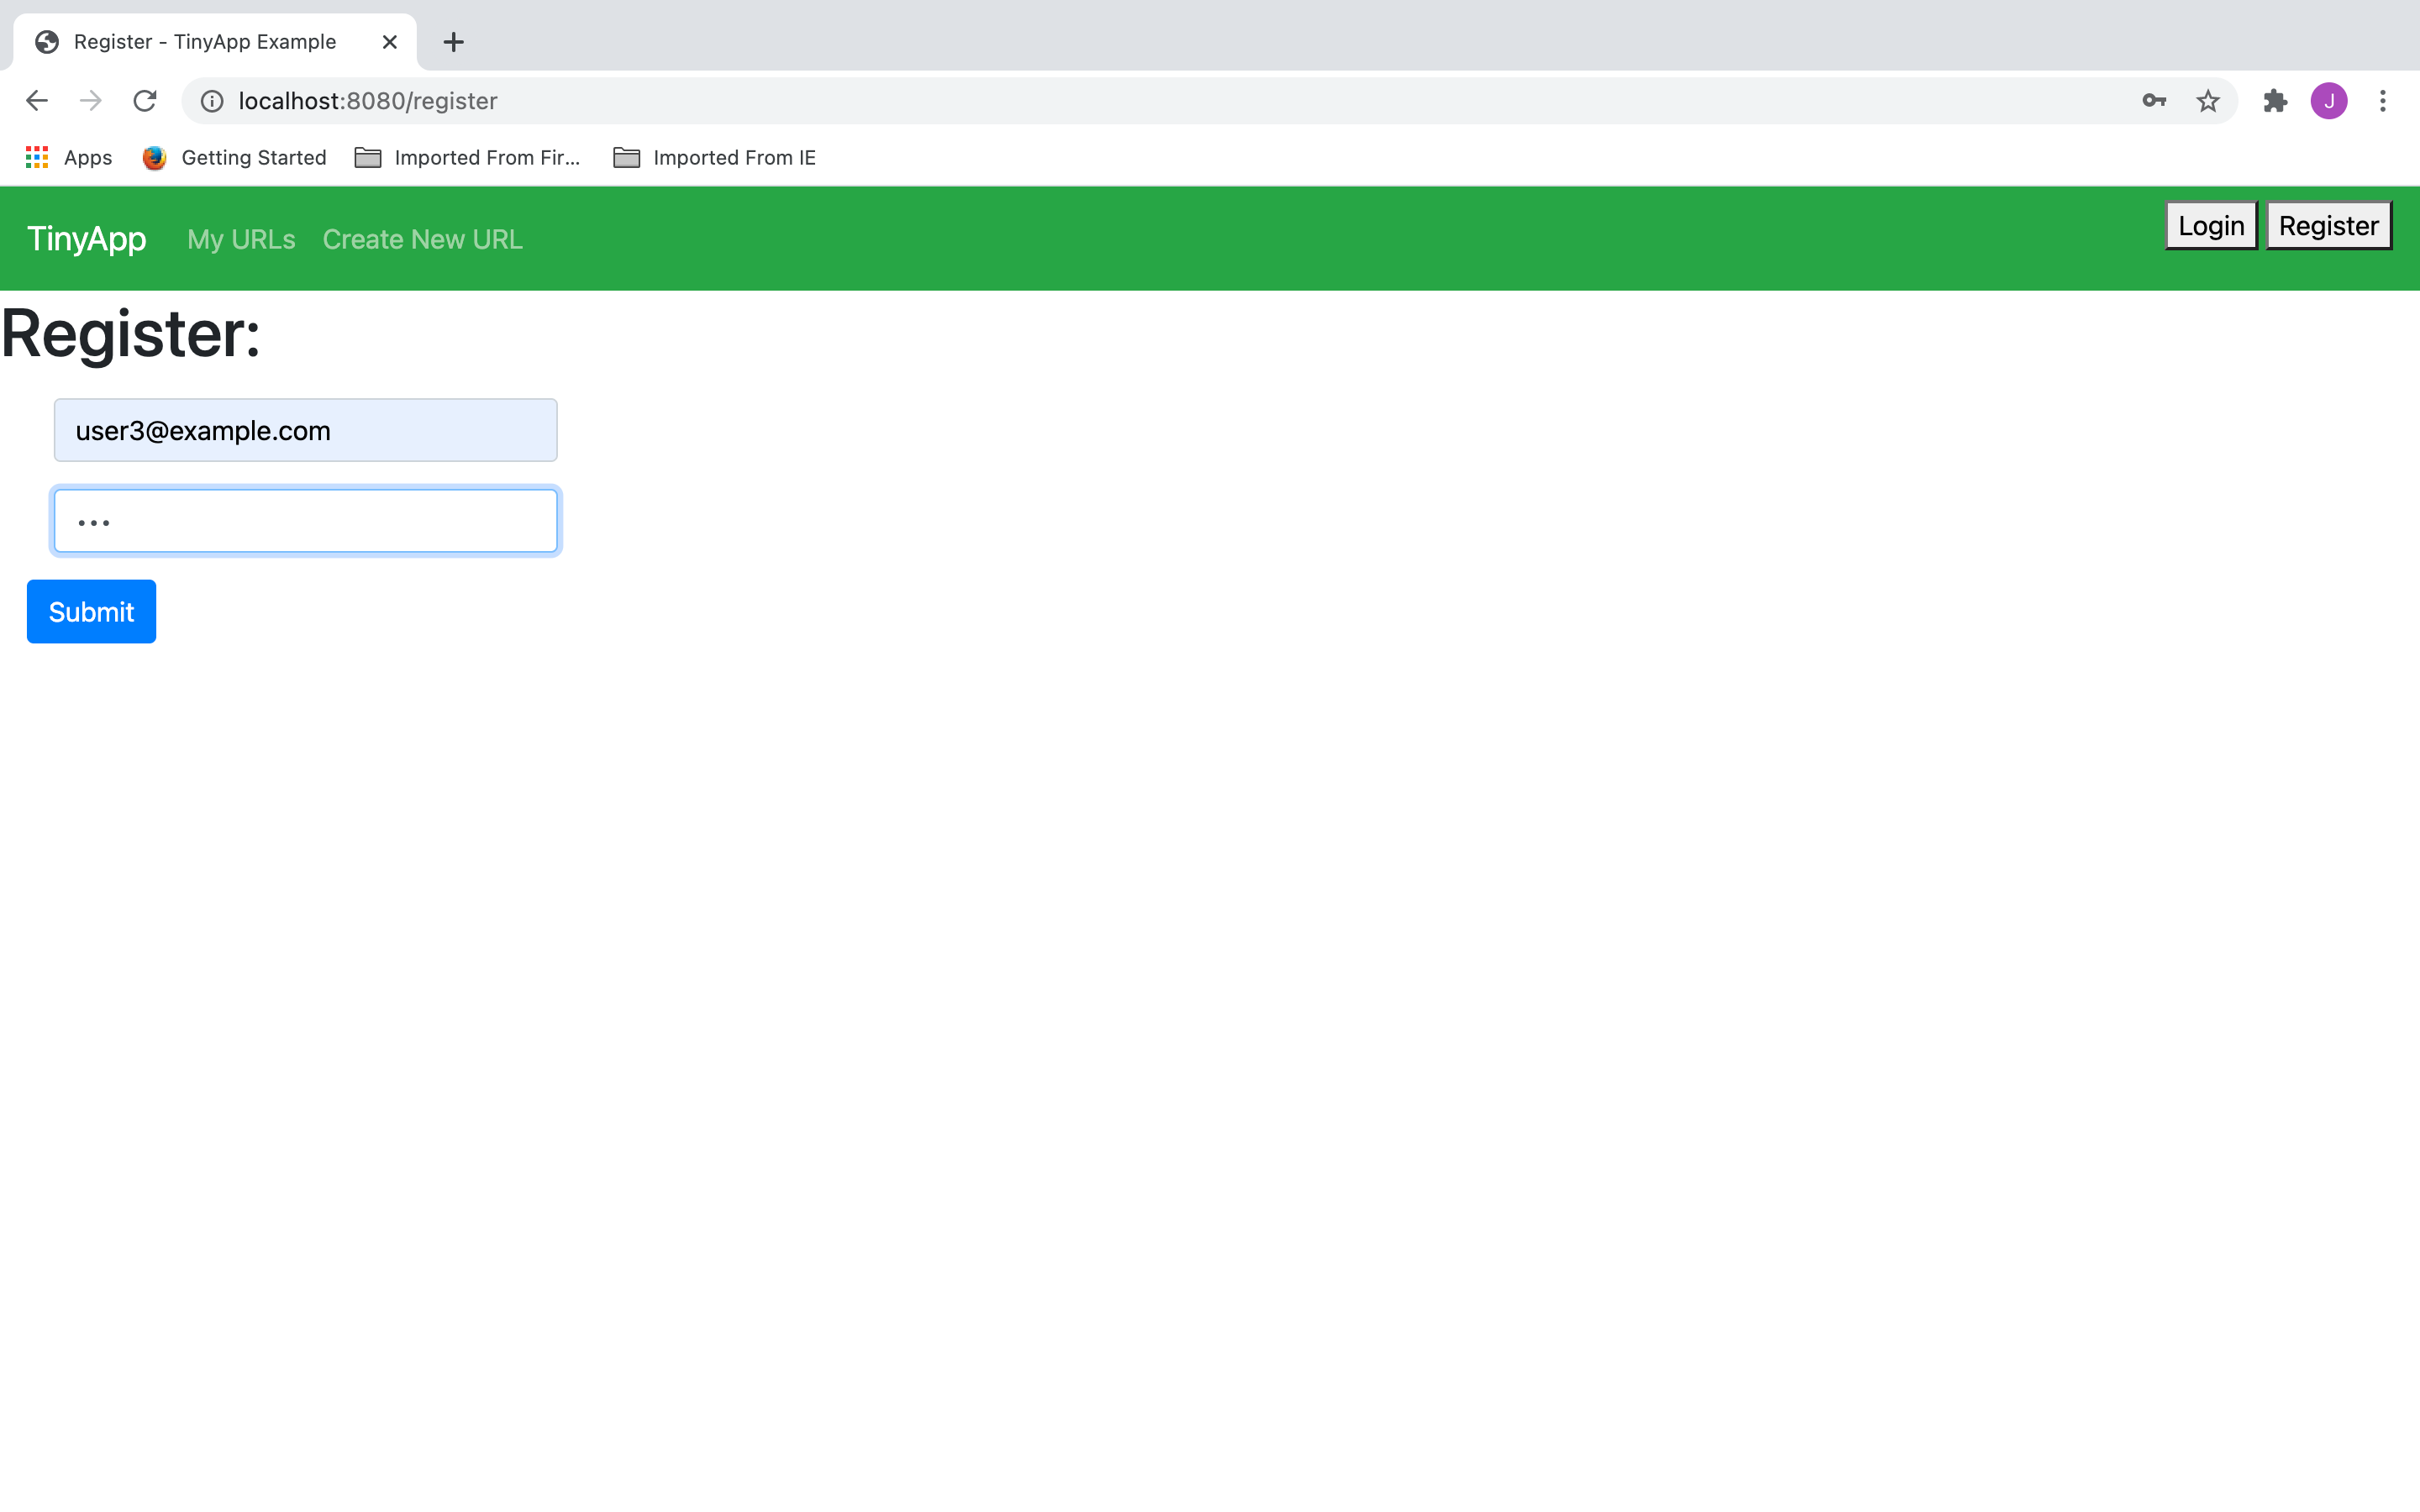 Register - TinyApp Example
localhost:8080/register
J
Apps Getting Started Imported From Fir... Imported From IE
TinyApp My URLs Create New URL Login Register
Register:
user3@example.com
•••
Submit